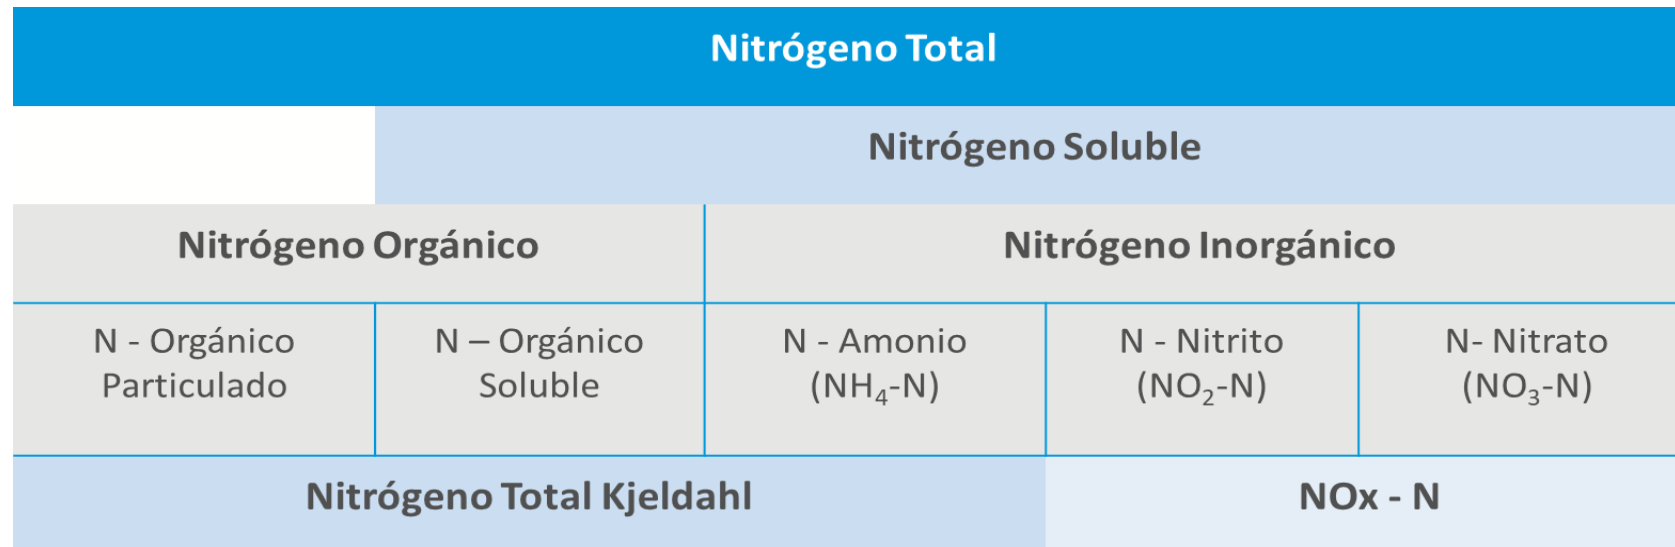 Nitrógeno Total
Nitrógeno Soluble
Nitrógeno Orgánico
Nitrógeno Inorgánico
N - Orgánico
Particulado
N – Orgánico
Soluble
N - Amonio
(NH₄-N)
N - Nitrito
(NO₂-N)
N- Nitrato
(NO₃-N)
Nitrógeno Total Kjeldahl
NOx - N